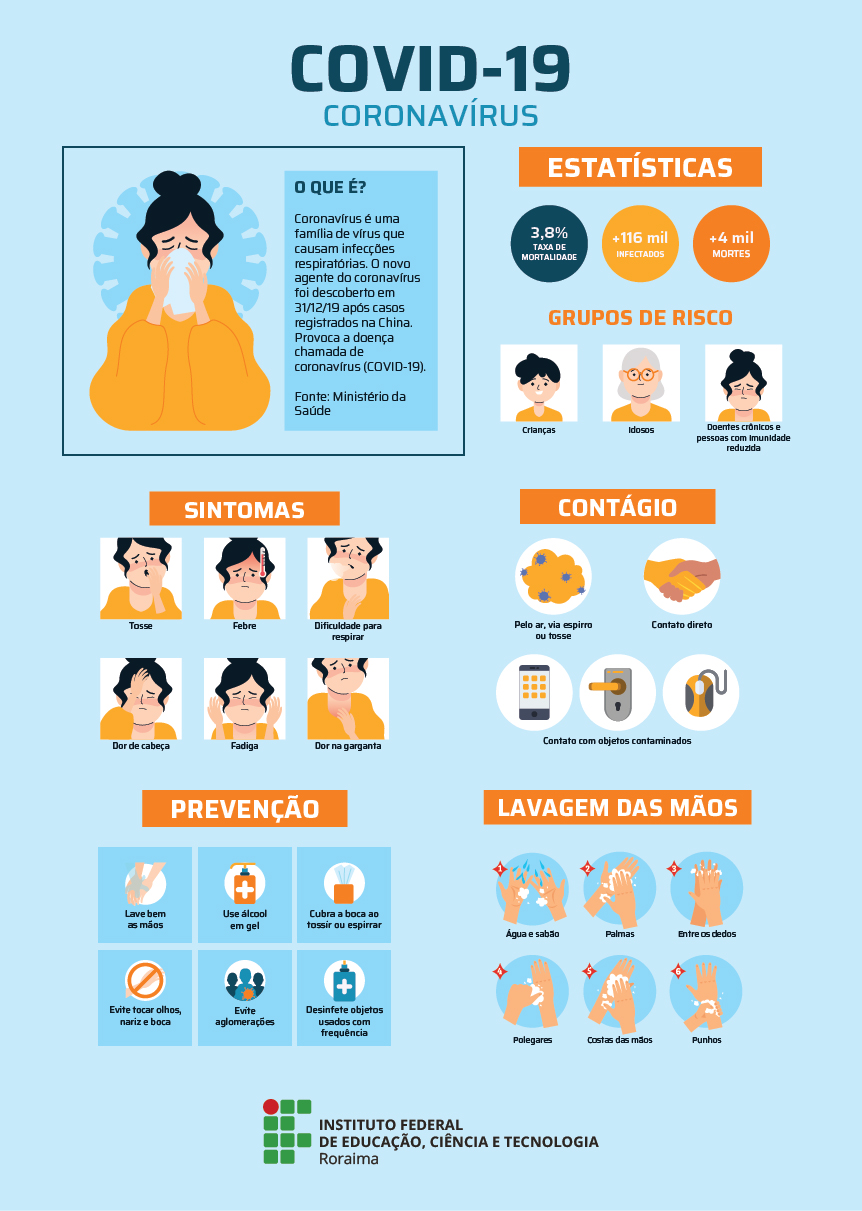 COVID-19
CORONAVÍRUS
O QUE É?
Coronavírus é uma
família de vírus que
causam infecções
respiratórias. O novo
agente do coronavírus
foi descoberto em
31/12/19 após casos
registrados na China.
Provoca a doença
chamada de
coronavírus (COVID-19).
Fonte: Ministério da
Saúde
ESTATÍSTICAS
3,8%
TAXA DE
MORTALIDADE
+116 mil
INFECTADOS
+4 mil
MORTES
GRUPOS DE RISCO
Crianças
Idosos
Doentes crônicos e
pessoas com imunidade
reduzida
SINTOMAS
Tosse
Febre
Dificuldade para
respirar
Dor de cabeça
Fadiga
Dor na garganta
CONTÁGIO
Pelo ar, via espirro
ou tosse
Contato direto
Contato com objetos contaminados
PREVENÇÃO
Lave bem
as mãos
Use álcool
em gel
Cubra a boca ao
tossir ou espirrar
Evite tocar olhos,
nariz e boca
Evite
aglomerações
Desinfete objetos
usados com
frequência
LAVAGEM DAS MÃOS
1
Água e sabão
2
Palmas
3
Entre os dedos
4
Polegares
5
Costas das mãos
6
Punhos
INSTITUTO FEDERAL
DE EDUCAÇÃO, CIÊNCIA E TECNOLOGIA
Roraima